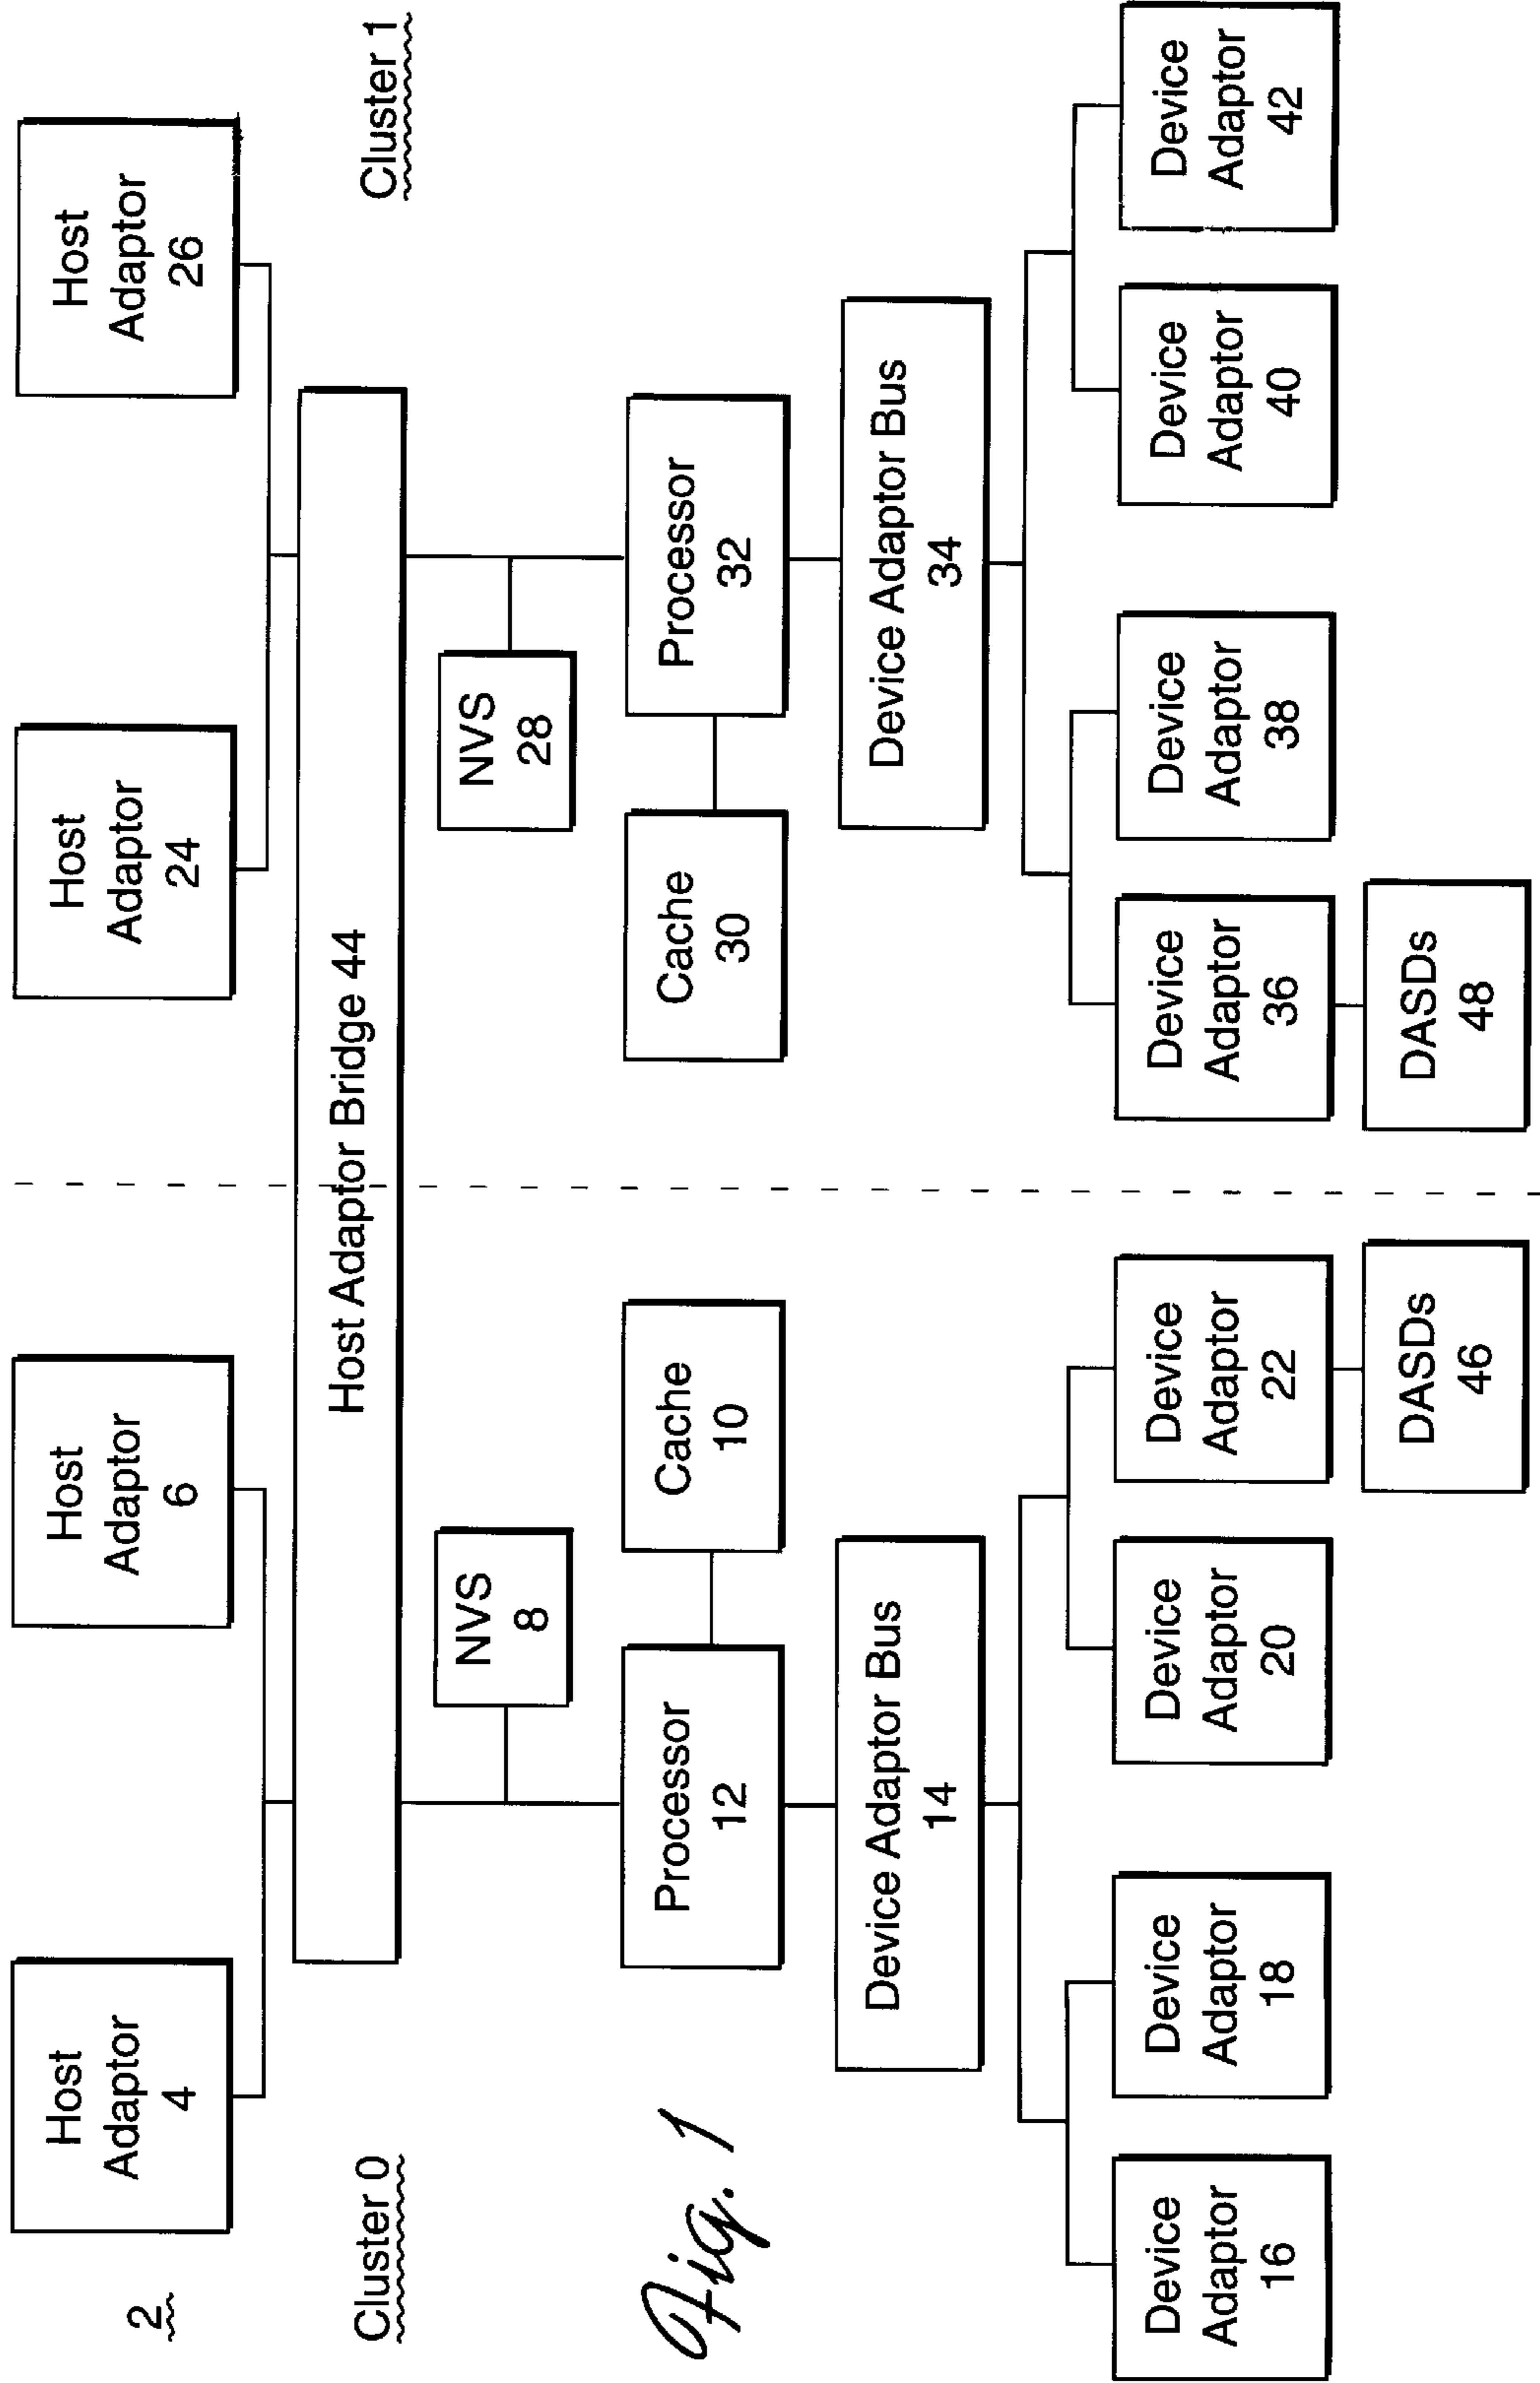 2
Cluster 0
Cluster 1
Host
Adaptor
4
Host
Adaptor
6
Host
Adaptor
24
Host
Adaptor
26
Host Adaptor Bridge 44
NVS
8
NVS
28
Processor
12
Cache
10
Cache
30
Processor
32
Device Adaptor Bus
14
Device Adaptor Bus
34
Device
Adaptor
16
Device
Adaptor
18
Device
Adaptor
20
Device
Adaptor
22
Device
Adaptor
36
Device
Adaptor
38
Device
Adaptor
40
Device
Adaptor
42
DASDs
46
DASDs
48
Fig. 1